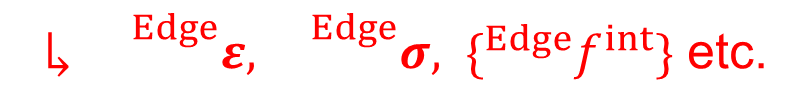 ↳ ᴱᵈᵍᵉ𝜺, ᴱᵈᵍᵉ𝝈, {ᴱᵈᵍᵉ𝑓ⁱⁿᵗ} etc.